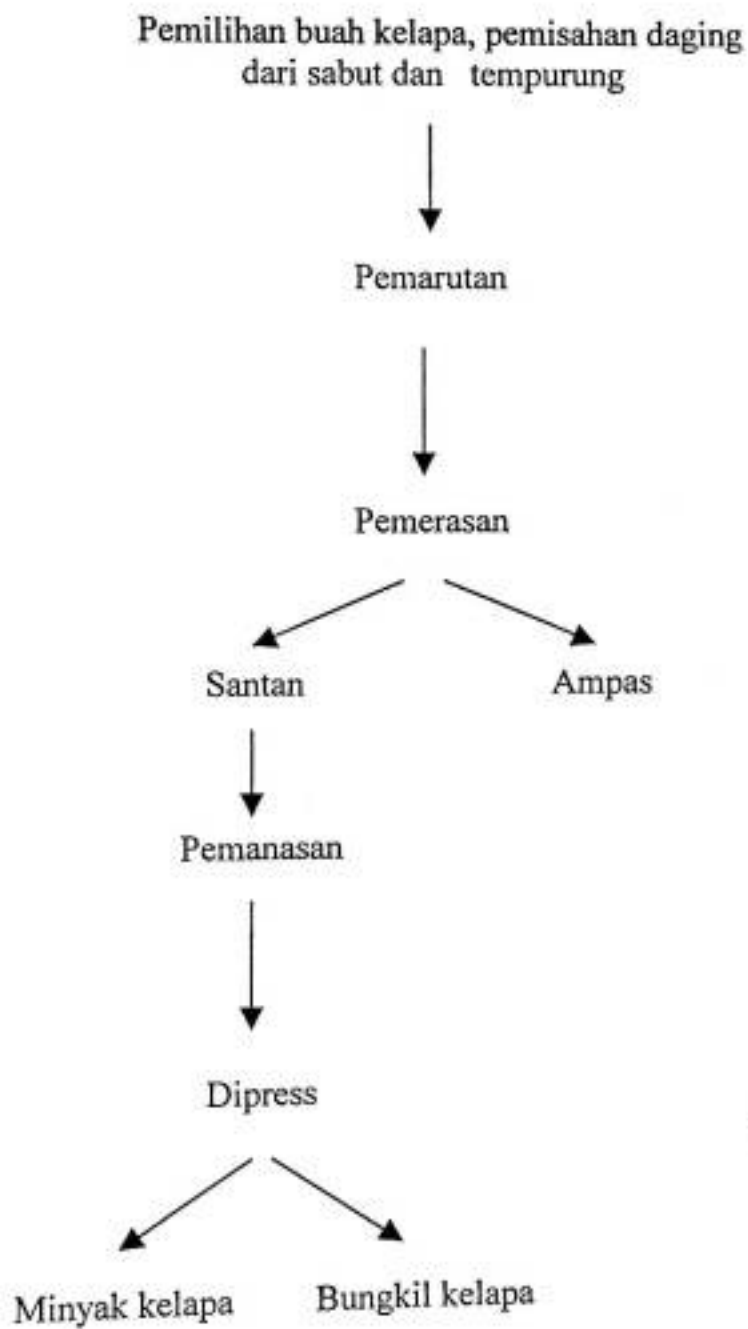 Pemilihan buah kelapa, pemisahan daging
dari sabut dan tempurung
Pemarutan
Pemerasan
Santan Ampas
Pemanasan
Dipress
Minyak kelapa Bungkil kelapa